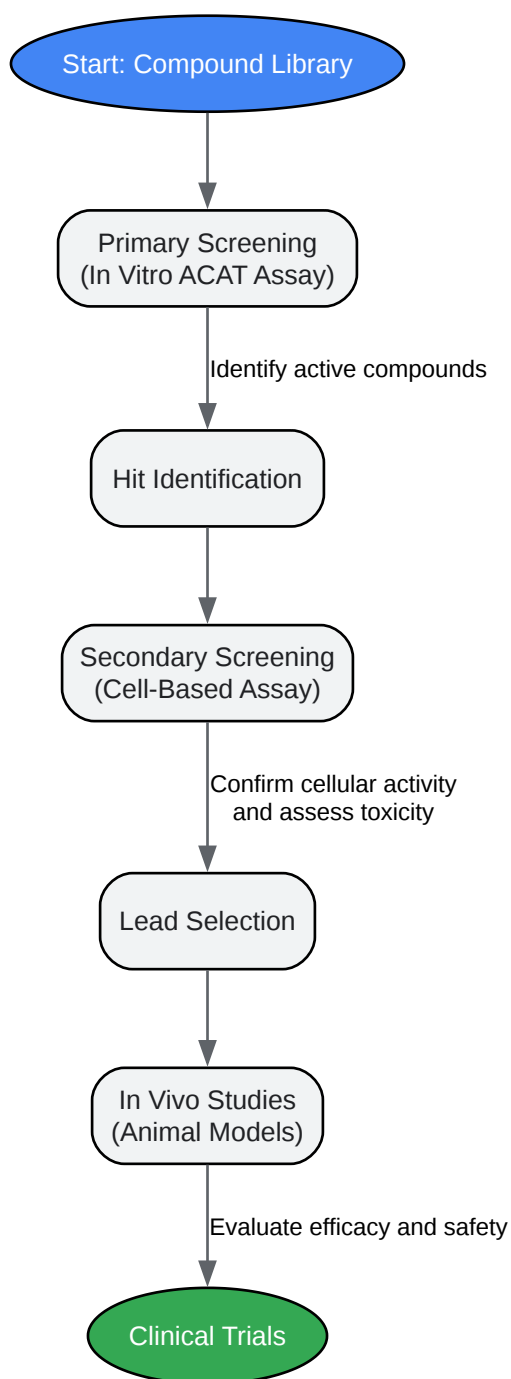 Start: Compound Library
Primary Screening
(In Vitro ACAT Assay)
Identify active compounds
Hit Identification
Secondary Screening
(Cell-Based Assay)
Confirm cellular activity
and assess toxicity
Lead Selection
In Vivo Studies
(Animal Models)
Evaluate efficacy and safety
Clinical Trials